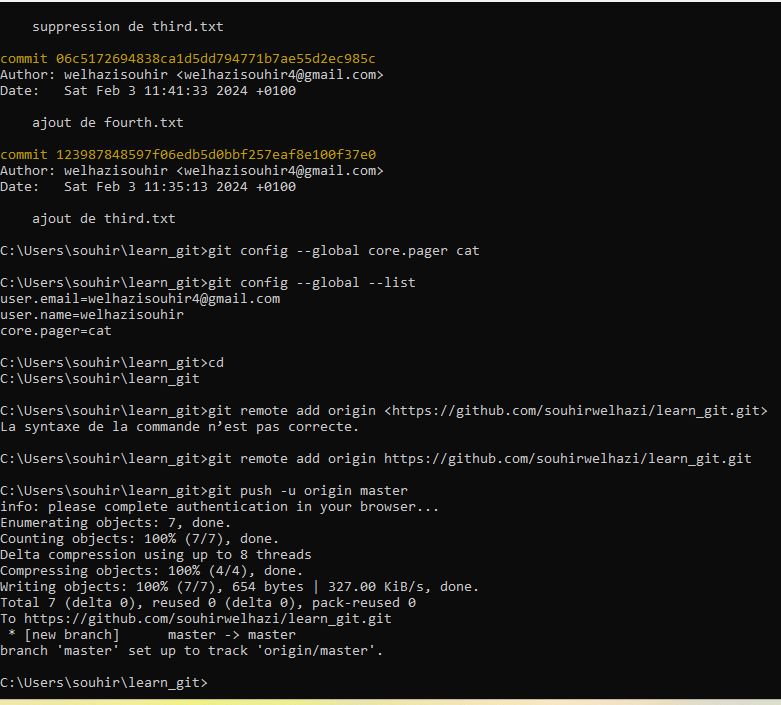 suppression de third.txt
commit 06c5172694838ca1d5dd794771b7ae55d2ec985c
Author: welhazisouhir <welhazisouhir4@gmail.com>
Date:   Sat Feb 3 11:41:33 2024 +0100
ajout de fourth.txt
commit 123987848597f06edb5d0bbf257eaf8e100f37e0
Author: welhazisouhir <welhazisouhir4@gmail.com>
Date:   Sat Feb 3 11:35:13 2024 +0100
ajout de third.txt
C:\Users\souhir\learn_git>git config --global core.pager cat
C:\Users\souhir\learn_git>git config --global --list
user.email=welhazisouhir4@gmail.com
user.name=welhazisouhir
core.pager=cat
C:\Users\souhir\learn_git>cd
C:\Users\souhir\learn_git
C:\Users\souhir\learn_git>git remote add origin <https://github.com/souhirwelhazi/learn_git.git>
La syntaxe de la commande n’est pas correcte.
C:\Users\souhir\learn_git>git remote add origin https://github.com/souhirwelhazi/learn_git.git
C:\Users\souhir\learn_git>git push -u origin master
info: please complete authentication in your browser...
Enumerating objects: 7, done.
Counting objects: 100% (7/7), done.
Delta compression using up to 8 threads
Compressing objects: 100% (4/4), done.
Writing objects: 100% (7/7), 654 bytes | 327.00 KiB/s, done.
Total 7 (delta 0), reused 0 (delta 0), pack-reused 0
To https://github.com/souhirwelhazi/learn_git.git
 * [new branch]      master -> master
branch 'master' set up to track 'origin/master'.
C:\Users\souhir\learn_git>